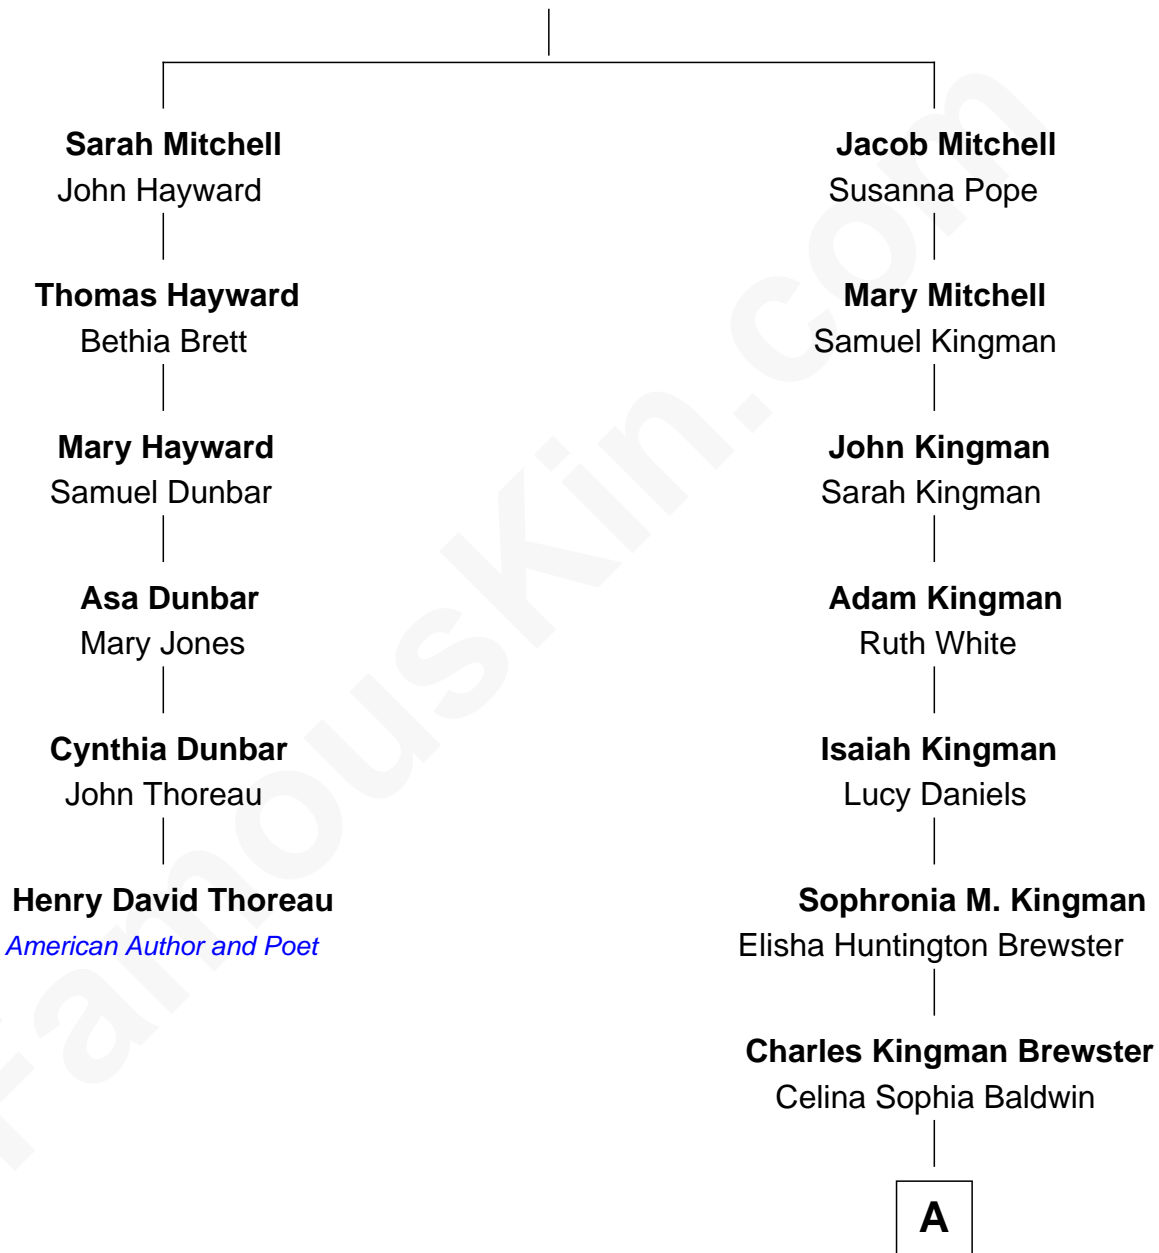 Sarah Mitchell
John Hayward
Thomas Hayward
Bethia Brett
Mary Hayward
Samuel Dunbar
Asa Dunbar
Mary Jones
Cynthia Dunbar
John Thoreau
Henry David Thoreau
American Author and Poet
Jacob Mitchell
Susanna Pope
Mary Mitchell
Samuel Kingman
John Kingman
Sarah Kingman
Adam Kingman
Ruth White
Isaiah Kingman
Lucy Daniels
Sophronia M. Kingman
Elisha Huntington Brewster
Charles Kingman Brewster
Celina Sophia Baldwin
A
FamousKin.com